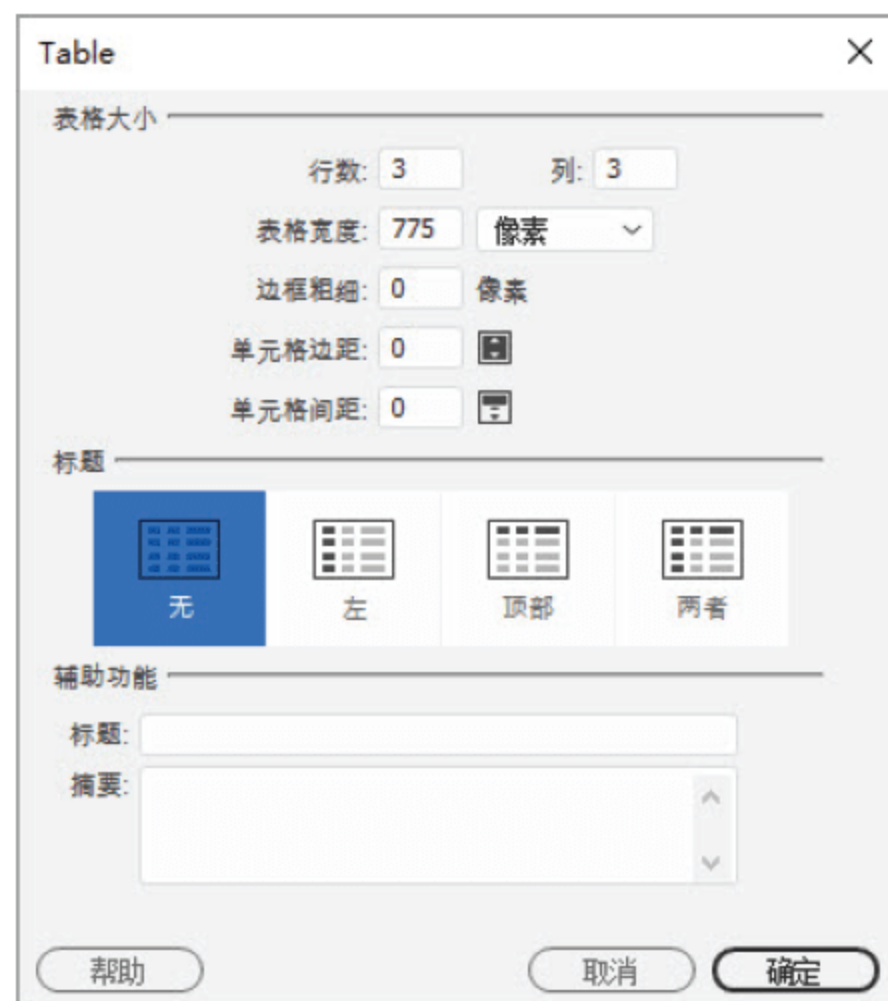 Table
表格大小
行数: 3 列: 3
表格宽度: 775 像素
边框粗细: 0 像素
单元格边距: 0
单元格间距: 0
标题
无 左 顶部 两者
辅助功能
标题:
摘要:
帮助 取消 确定